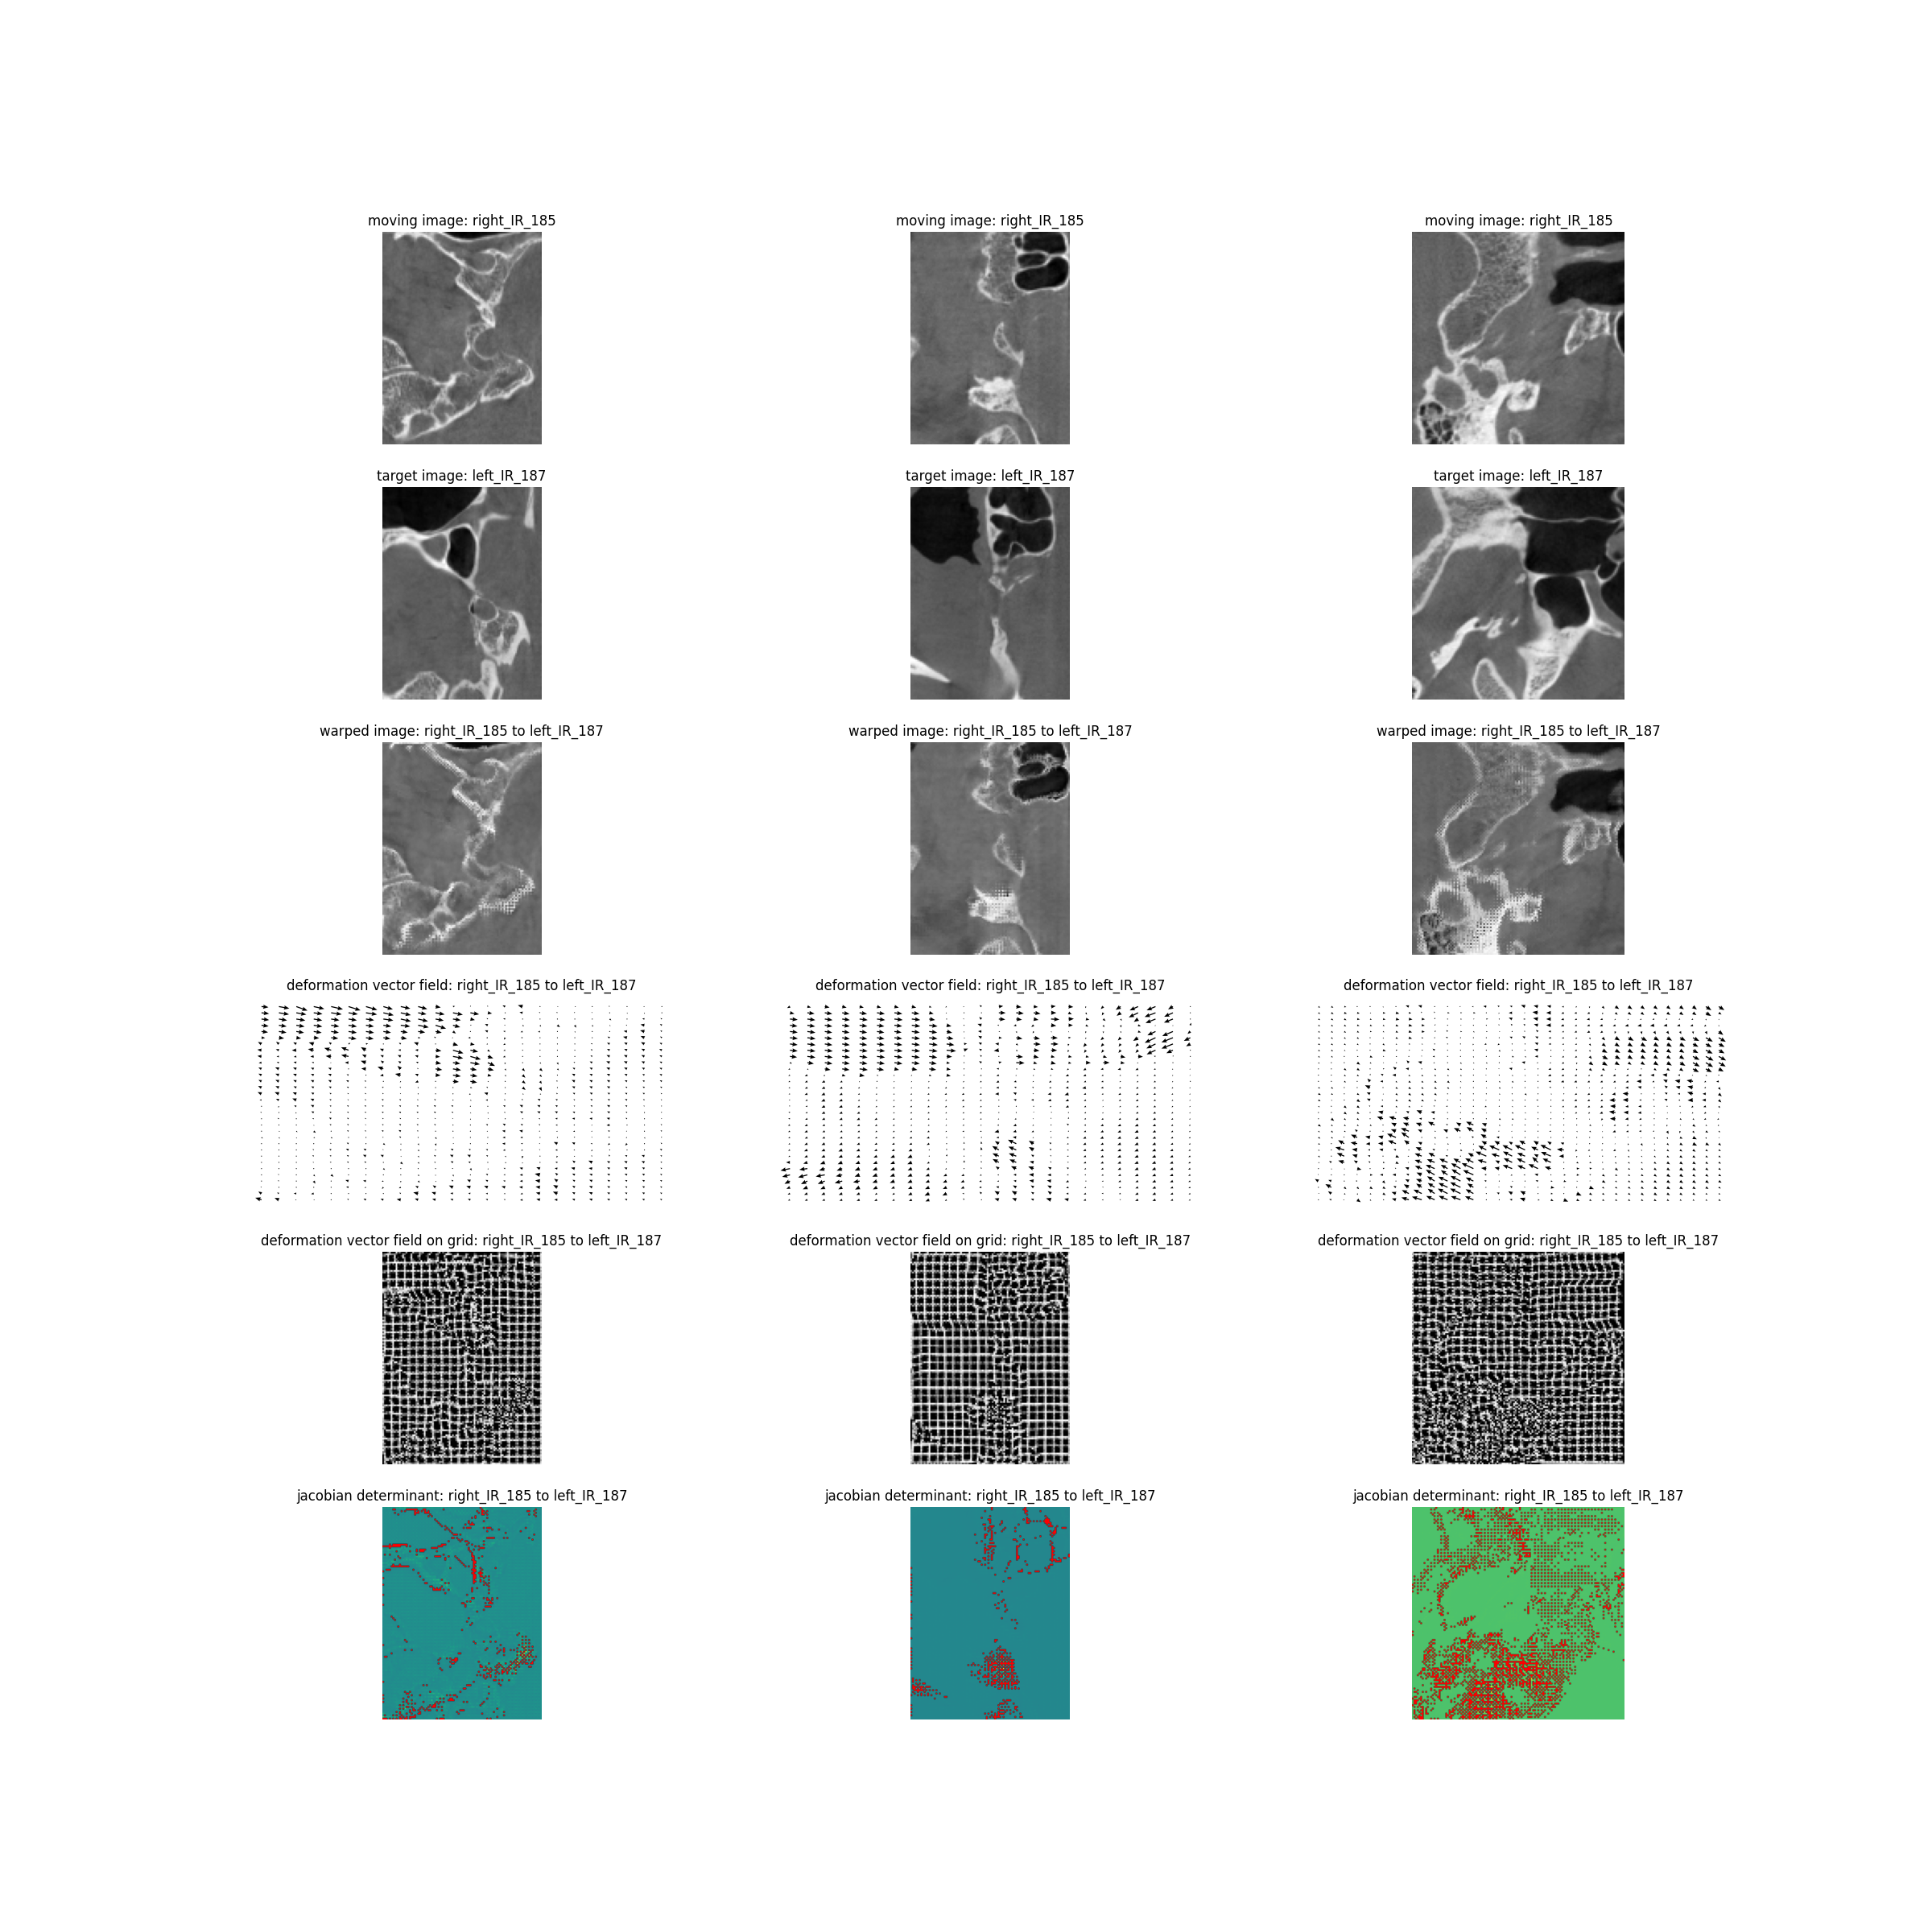 moving image: right_IR_185
moving image: right_IR_185
moving image: right_IR_185
target image: left_IR_187
target image: left_IR_187
target image: left_IR_187
warped image: right_IR_185 to left_IR_187
warped image: right_IR_185 to left_IR_187
warped image: right_IR_185 to left_IR_187
deformation vector field: right_IR_185 to left_IR_187
deformation vector field: right_IR_185 to left_IR_187
deformation vector field: right_IR_185 to left_IR_187
deformation vector field on grid: right_IR_185 to left_IR_187
deformation vector field on grid: right_IR_185 to left_IR_187
deformation vector field on grid: right_IR_185 to left_IR_187
jacobian determinant: right_IR_185 to left_IR_187
jacobian determinant: right_IR_185 to left_IR_187
jacobian determinant: right_IR_185 to left_IR_187